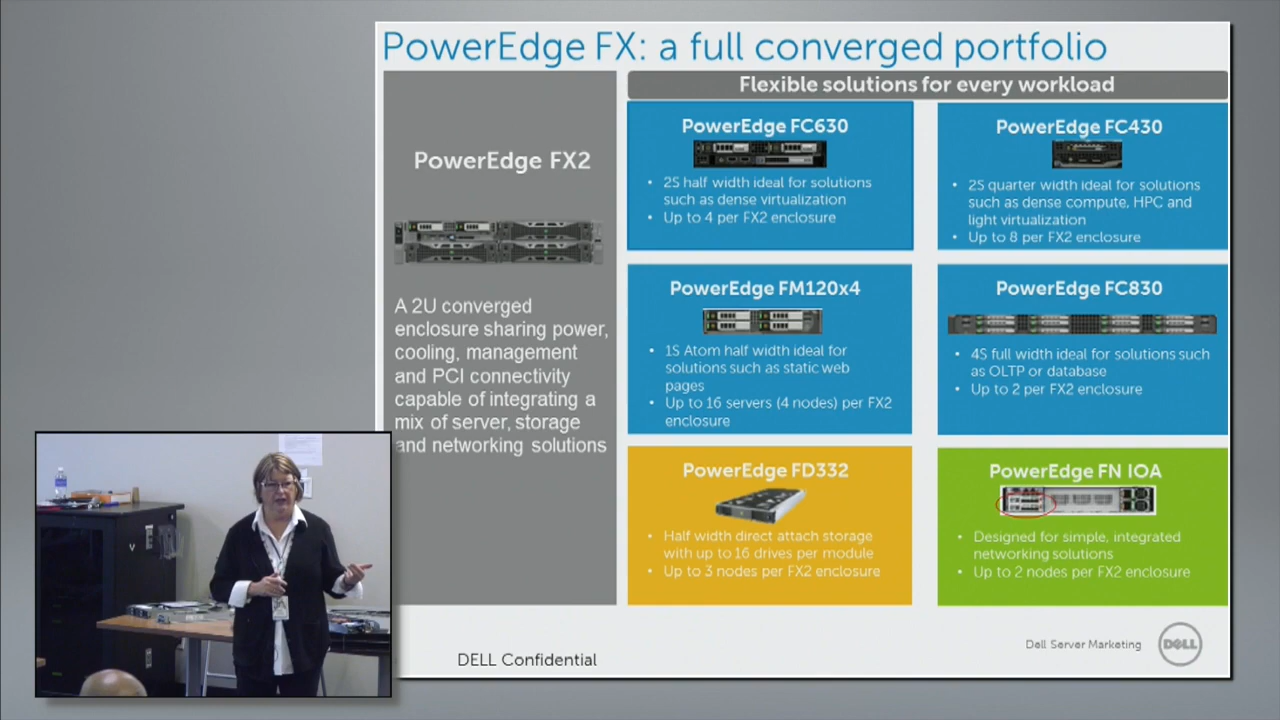 PowerEdge FX: a full converged portfolio
Flexible solutions for every workload
PowerEdge FX2
A 2U converged
enclosure sharing power,
cooling, management
and PCI connectivity
capable of integrating a
mix of server, storage
and networking solutions
PowerEdge FC630
• 2S half width ideal for solutions
such as dense virtualization
• Up to 4 per FX2 enclosure
PowerEdge FC430
• 2S quarter width ideal for solutions
such as dense compute, HPC and
light virtualization
• Up to 8 per FX2 enclosure
PowerEdge FM120x4
• 1S Atom half width ideal for
solutions such as static web
pages
• Up to 16 servers (4 nodes) per FX2
enclosure
PowerEdge FC830
• 4S full width ideal for solutions such
as OLTP or database
• Up to 2 per FX2 enclosure
PowerEdge FD332
• Half width direct attach storage
with up to 16 drives per module
• Up to 3 nodes per FX2 enclosure
PowerEdge FN IOA
• Designed for simple, integrated
networking solutions
• Up to 2 nodes per FX2 enclosure
DELL Confidential
Dell Server Marketing
DELL